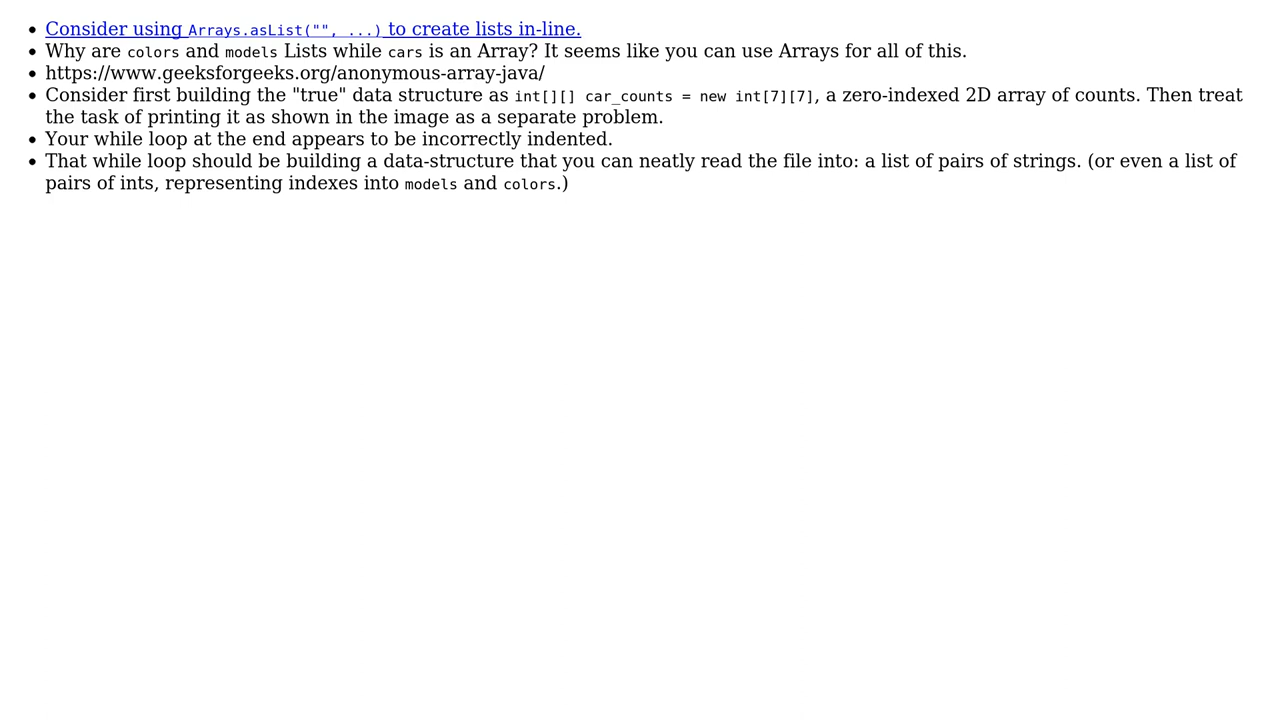 Consider using Arrays.asList("", ...) to create lists in-line.
Why are colors and models Lists while cars is an Array? It seems like you can use Arrays for all of this.
https://www.geeksforgeeks.org/anonymous-array-java/
Consider first building the "true" data structure as int[][] car_counts = new int[7][7], a zero-indexed 2D array of counts. Then treat
the task of printing it as shown in the image as a separate problem.
Your while loop at the end appears to be incorrectly indented.
That while loop should be building a data-structure that you can neatly read the file into: a list of pairs of strings. (or even a list of
pairs of ints, representing indexes into models and colors.)